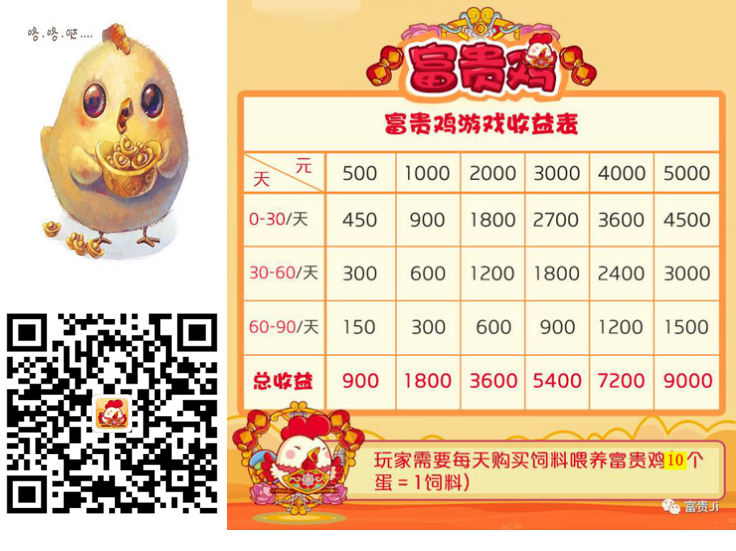 咯.咯.哒....
富贵鸡
富贵鸡游戏收益表
元
天
500 1000 2000 3000 4000 5000
0-30/天 450 900 1800 2700 3600 4500
30-60/天 300 600 1200 1800 2400 3000
60-90/天 150 300 600 900 1200 1500
总收益 900 1800 3600 5400 7200 9000
玩家需要每天购买饲料喂养富贵鸡10个
蛋=1饲料）
富贵Ji